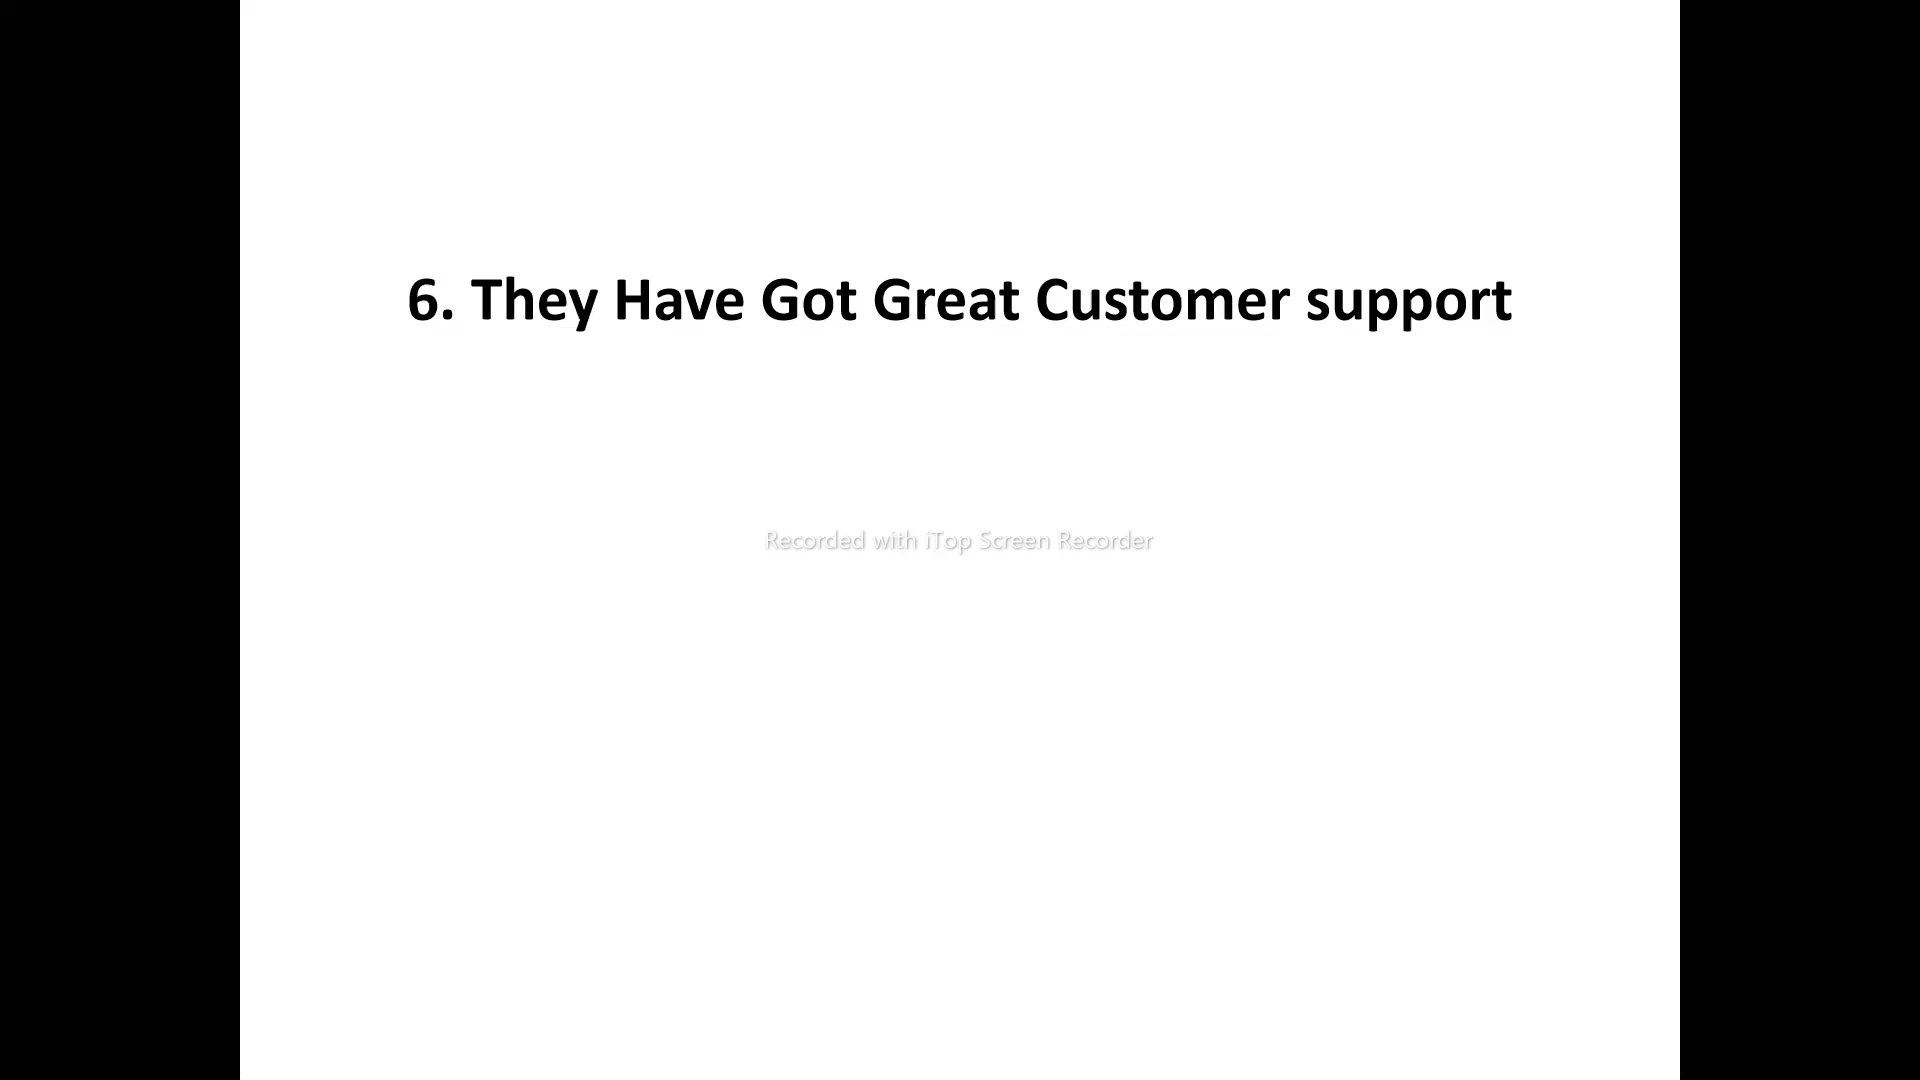 6. They Have Got Great Customer support
Recorded with iTop Screen Recorder